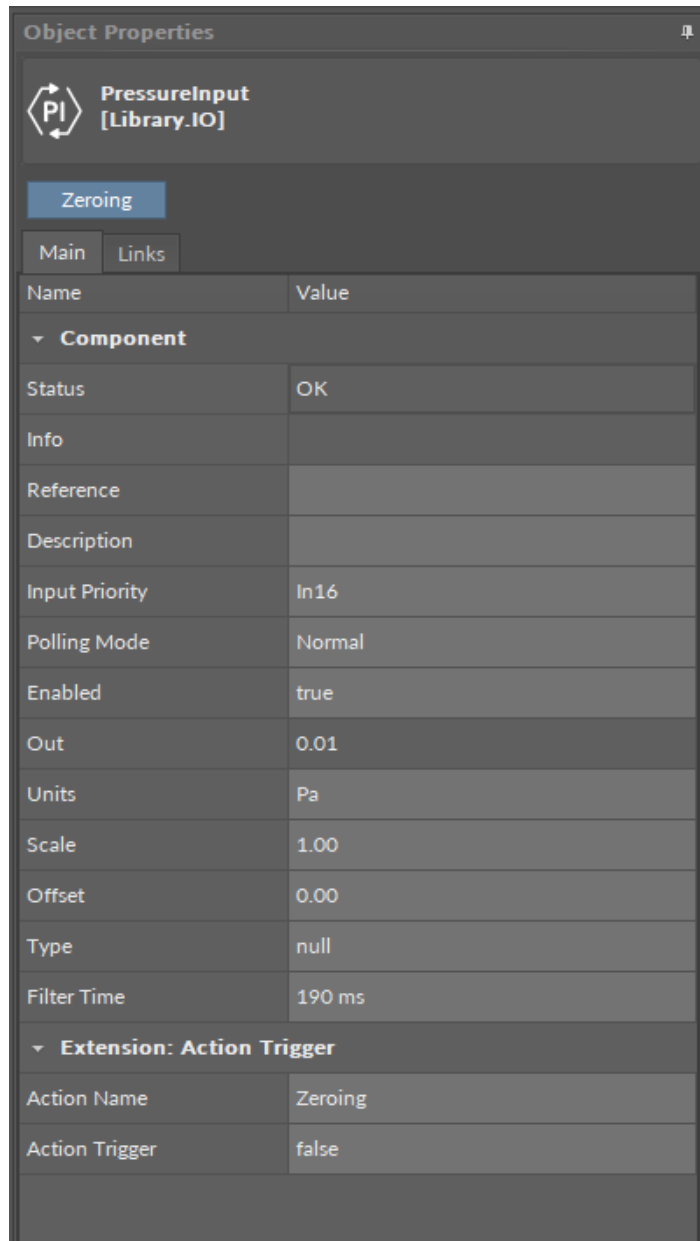 Object Properties
PI
PressureInput
[Library.IO]
Zeroing
Main Links
Name Value
Component
Status OK
Info
Reference
Description
Input Priority In16
Polling Mode Normal
Enabled true
Out 0.01
Units Pa
Scale 1.00
Offset 0.00
Type null
Filter Time 190 ms
Extension: Action Trigger
Action Name Zeroing
Action Trigger false